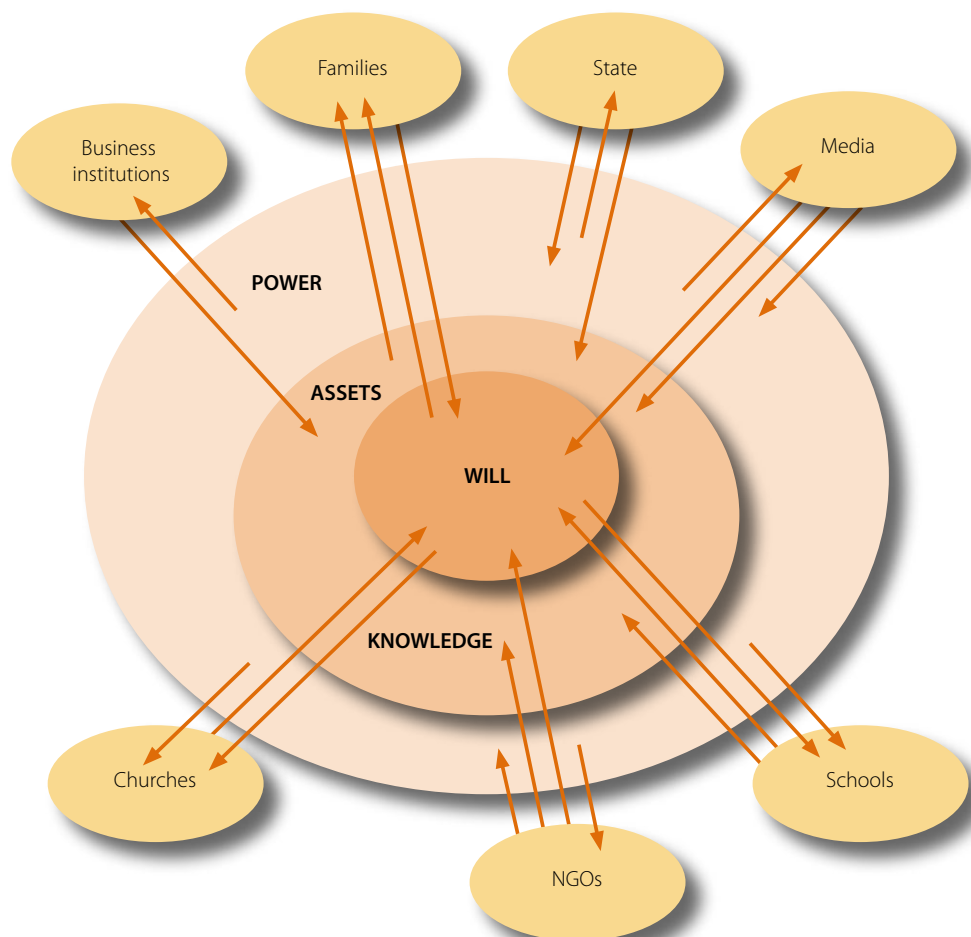 Families
State
Business
institutions
Media
POWER
ASSETS
WILL
KNOWLEDGE
Churches
Schools
NGOs